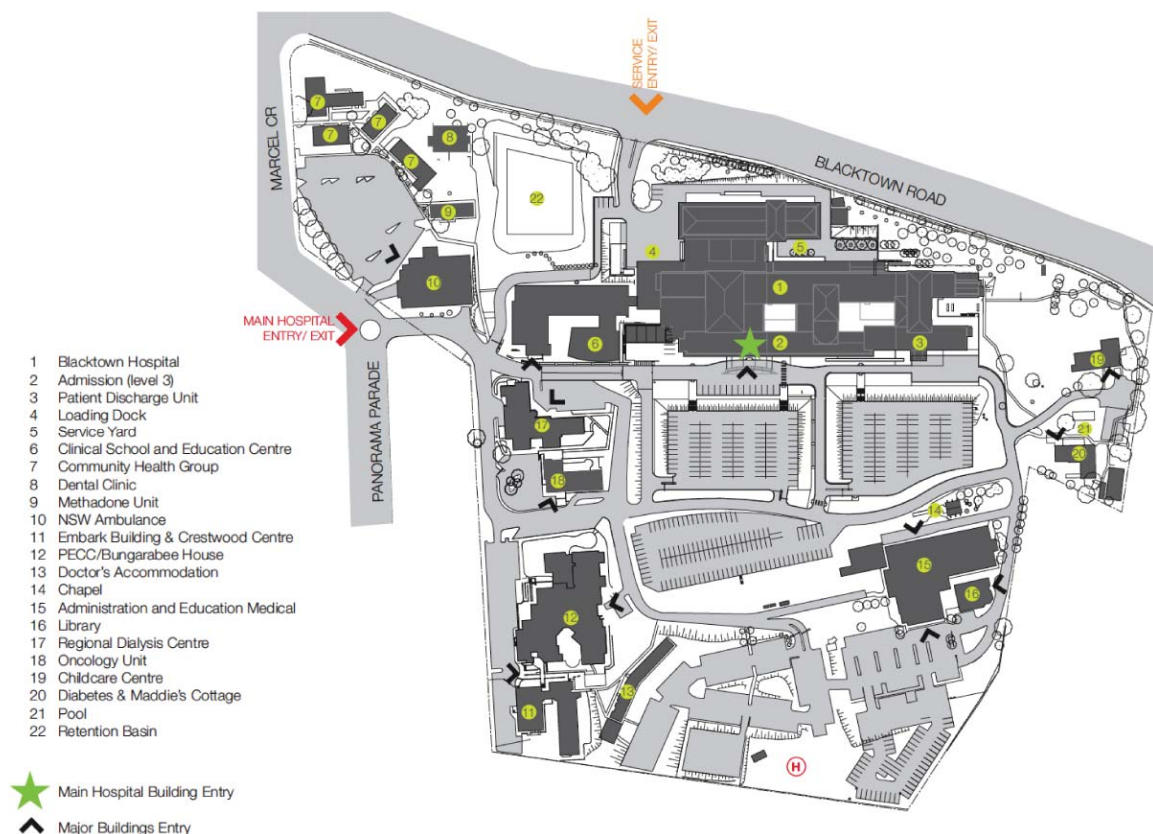 SERVICE
ENTRY/ EXIT
MARCEL CR
BLACKTOWN ROAD
7
7
7
7
8
9
22
4
5
10
1
MAIN HOSPITAL
ENTRY/ EXIT
6
2
3
PANORAMA PARADE
17
18
19
21
20
14
15
16
12
11
13
H
1 Blacktown Hospital
2 Admission (level 3)
3 Patient Discharge Unit
4 Loading Dock
5 Service Yard
6 Clinical School and Education Centre
7 Community Health Group
8 Dental Clinic
9 Methadone Unit
10 NSW Ambulance
11 Embark Building & Crestwood Centre
12 PECC/Bungarabee House
13 Doctor's Accommodation
14 Chapel
15 Administration and Education Medical
16 Library
17 Regional Dialysis Centre
18 Oncology Unit
19 Childcare Centre
20 Diabetes & Maddie's Cottage
21 Pool
22 Retention Basin
Main Hospital Building Entry
Major Buildings Entry